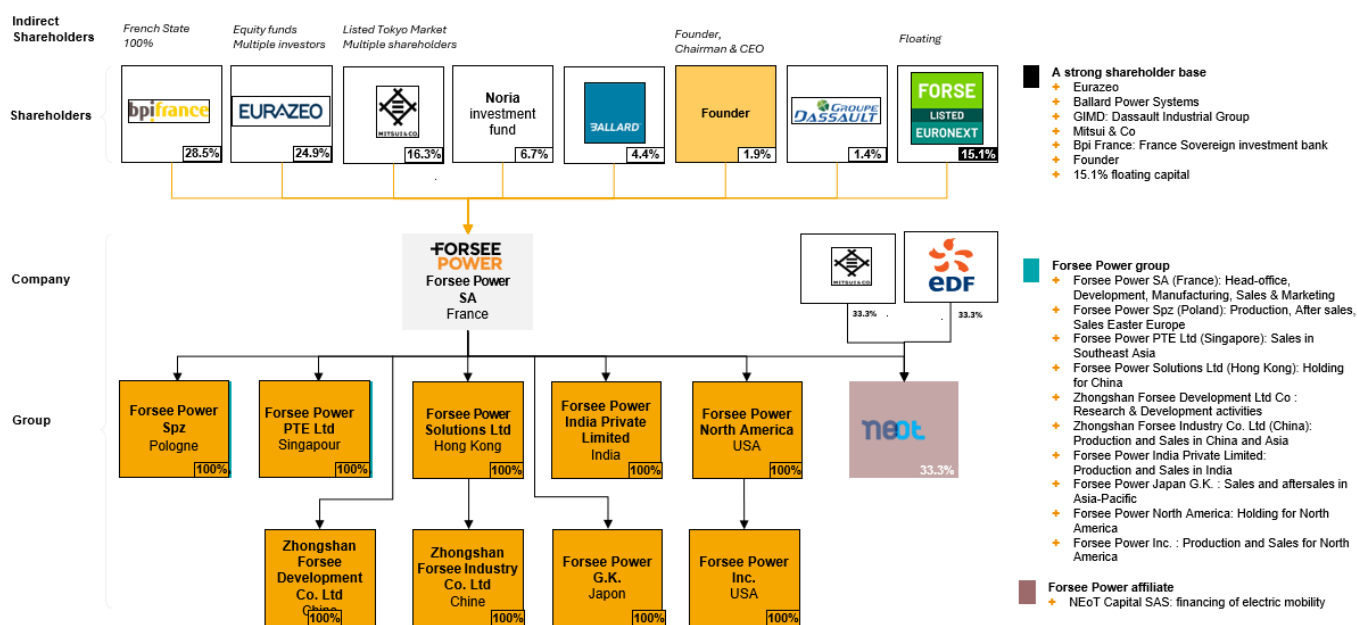 Indirect
Shareholders
French State
100%
Equity funds
Multiple investors
Listed Tokyo Market
Multiple shareholders
Founder,
Chairman & CEO
Floating
Shareholders
bpifrance
28.5%
EURAZEO
24.9%
MITSUI & CO
16.3%
Noria
investment
fund
6.7%
BALLARD
4.4%
Founder
1.9%
GROUPE
DASSAULT
1.4%
FORSE
LISTED
EURONEXT
15.1%
A strong shareholder base
+ Eurazeo
+ Ballard Power Systems
+ GIMD: Dassault Industrial Group
+ Mitsui & Co
+ Bpi France: France Sovereign investment bank
+ Founder
+ 15.1% floating capital
Company
FORSEE
POWER
Forsee Power
SA
France
MITSUI & CO
33.3%
eDF
33.3%
Forsee Power group
+ Forsee Power SA (France): Head-office,
Development, Manufacturing, Sales & Marketing
+ Forsee Power Spz (Poland): Production, After sales,
Sales Easter Europe
+ Forsee Power PTE Ltd (Singapore): Sales in
Southeast Asia
+ Forsee Power Solutions Ltd (Hong Kong): Holding
for China
+ Zhongshan Forsee Development Ltd Co :
Research & Development activities
+ Zhongshan Forsee Industry Co. Ltd (China):
Production and Sales in China and Asia
+ Forsee Power India Private Limited:
Production and Sales in India
+ Forsee Power Japan G.K. : Sales and aftersales in
Asia-Pacific
+ Forsee Power North America: Holding for North
America
+ Forsee Power Inc. : Production and Sales for North
America
Group
Forsee Power
Spz
Pologne
100%
Forsee Power
PTE Ltd
Singapour
100%
Forsee Power
Solutions Ltd
Hong Kong
100%
Forsee Power
India Private
Limited
India
100%
Forsee Power
North America
USA
100%
neot
33.3%
Zhongshan
Forsee
Development
Co. Ltd
China
100%
Zhongshan
Forsee Industry
Co. Ltd
Chine
100%
Forsee Power
G.K.
Japon
100%
Forsee Power
Inc.
USA
100%
Forsee Power affiliate
+ NEoT Capital SAS: financing of electric mobility